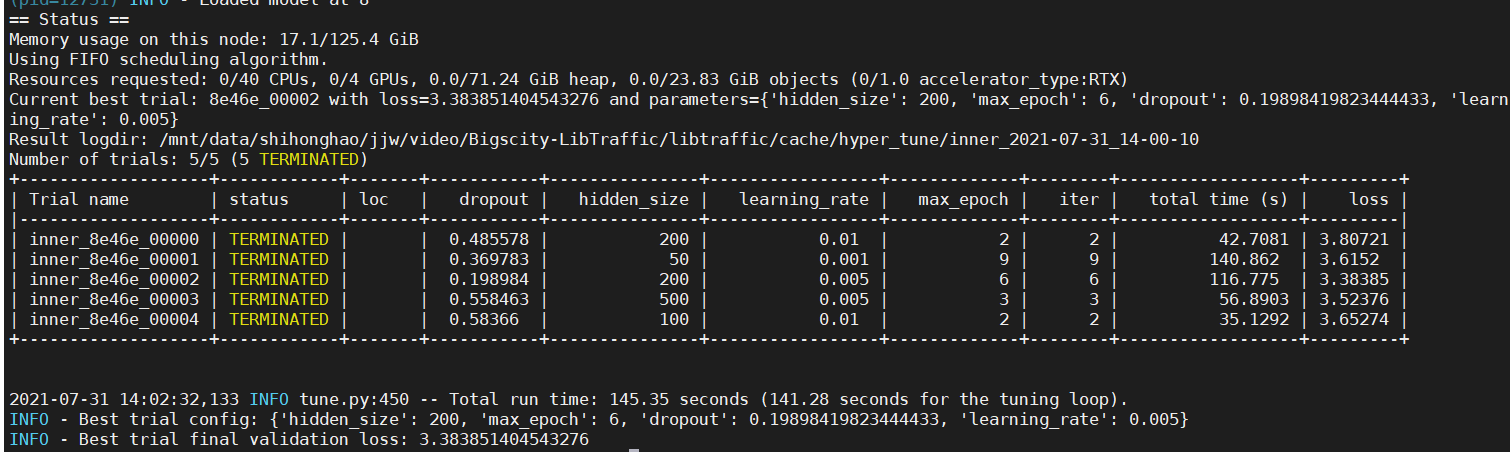 (pid=12731) INFO - Loaded model at 8
== Status ==
Memory usage on this node: 17.1/125.4 GiB
Using FIFO scheduling algorithm.
Resources requested: 0/40 CPUs, 0/4 GPUs, 0.0/71.24 GiB heap, 0.0/23.83 GiB objects (0/1.0 accelerator_type:RTX)
Current best trial: 8e46e_00002 with loss=3.383851404543276 and parameters={'hidden_size': 200, 'max_epoch': 6, 'dropout': 0.19898419823444433, 'learn
ing_rate': 0.005}
Result logdir: /mnt/data/shihonghao/jjw/video/Bigscity-LibTraffic/libtraffic/cache/hyper_tune/inner_2021-07-31_14-00-10
Number of trials: 5/5 (5 TERMINATED)
+--------------------+------------+-------+-----------+---------------+-----------------+-------------+--------+------------------+---------+
| Trial name         | status     | loc   |   dropout |   hidden_size |   learning_rate |   max_epoch |   iter |   total time (s) |    loss |
|--------------------+------------+-------+-----------+---------------+-----------------+-------------+--------+------------------+---------|
| inner_8e46e_00000 | TERMINATED |       |  0.485578 |           200 |           0.01  |           2 |      2 |          42.7081 | 3.80721 |
| inner_8e46e_00001 | TERMINATED |       |  0.369783 |            50 |           0.001 |           9 |      9 |         140.862  | 3.6152  |
| inner_8e46e_00002 | TERMINATED |       |  0.198984 |           200 |           0.005 |           6 |      6 |         116.775  | 3.38385 |
| inner_8e46e_00003 | TERMINATED |       |  0.558463 |           500 |           0.005 |           3 |      3 |          56.8903 | 3.52376 |
| inner_8e46e_00004 | TERMINATED |       |  0.58366  |           100 |           0.01  |           2 |      2 |          35.1292 | 3.65274 |
+--------------------+------------+-------+-----------+---------------+-----------------+-------------+--------+------------------+---------+
2021-07-31 14:02:32,133 INFO tune.py:450 -- Total run time: 145.35 seconds (141.28 seconds for the tuning loop).
INFO - Best trial config: {'hidden_size': 200, 'max_epoch': 6, 'dropout': 0.19898419823444433, 'learning_rate': 0.005}
INFO - Best trial final validation loss: 3.383851404543276